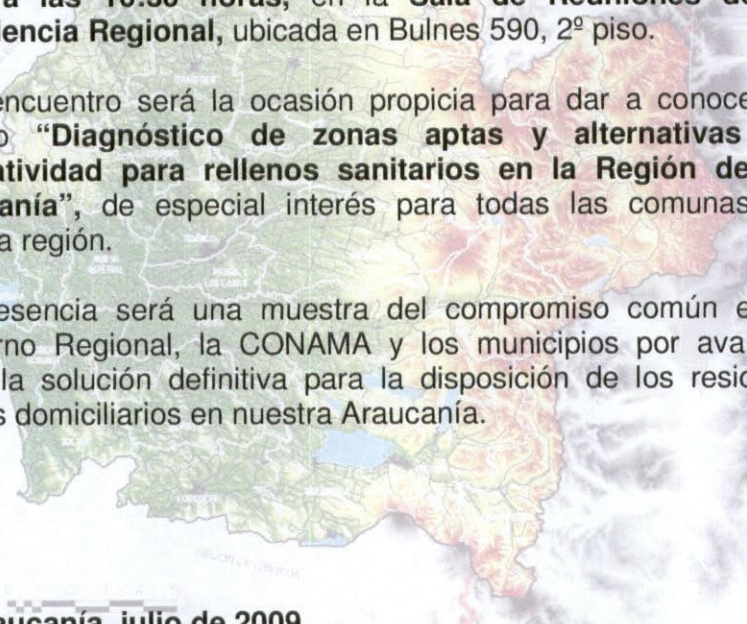 a las 10:30 horas, en la Sala de Reuniones de
dencia Regional, ubicada en Bulnes 590, 2º piso.
encuentro será la ocasión propicia para dar a conoce
o “Diagnóstico de zonas aptas y alternativas
atividad para rellenos sanitarios en la Región de
anía”, de especial interés para todas las comunas
a región.
esencia será una muestra del compromiso común e
rno Regional, la CONAMA y los municipios por ava
la solución definitiva para la disposición de los resid
s domiciliarios en nuestra Araucanía.
aucanía, julio de 2009